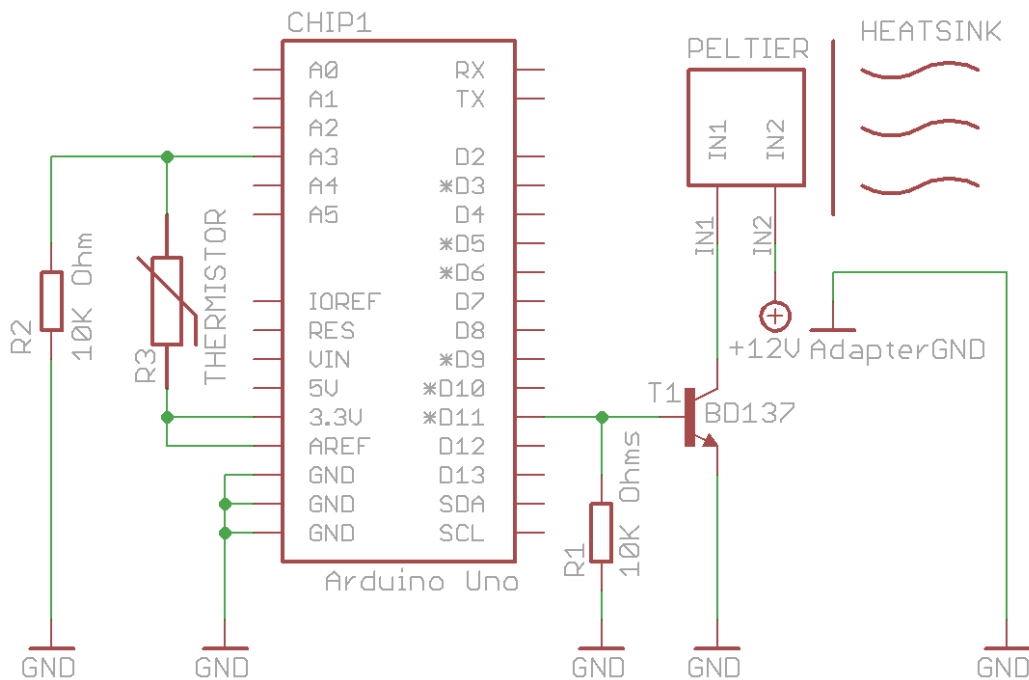 CHIP1
PELTIER
HEATSINK
A0
A1
A2
A3
A4
A5
IOREF
RES
VIN
5V
3.3V
AREF
GND
GND
GND
RX
TX
D2
*D3
D4
*D5
*D6
D7
D8
*D9
*D10
*D11
D12
D13
SDA
SCL
Arduino Uno
IN1
IN2
IN1
IN2
+12V
AdapterGND
R2
10K Ohm
R3
THERMISTOR
T1
BD137
R1
10K Ohms
GND
GND
GND
GND
GND